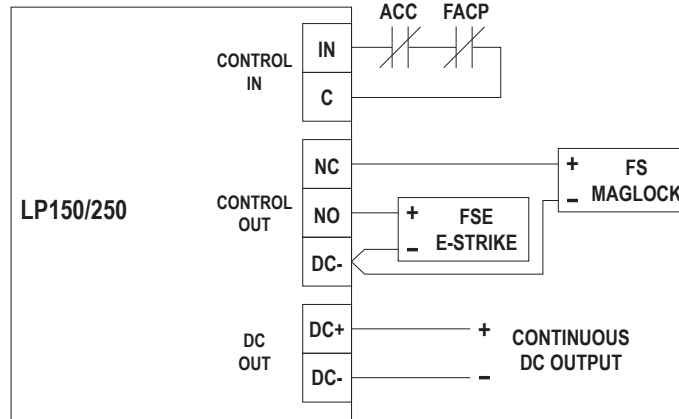 ACC FACP
CONTROL
IN
IN
C
LP150/250
CONTROL
OUT
NC
NO
DC-
+ FS
– MAGLOCK
+ FSE
– E-STRIKE
DC
OUT
DC+
DC-
+ CONTINUOUS
– DC OUTPUT